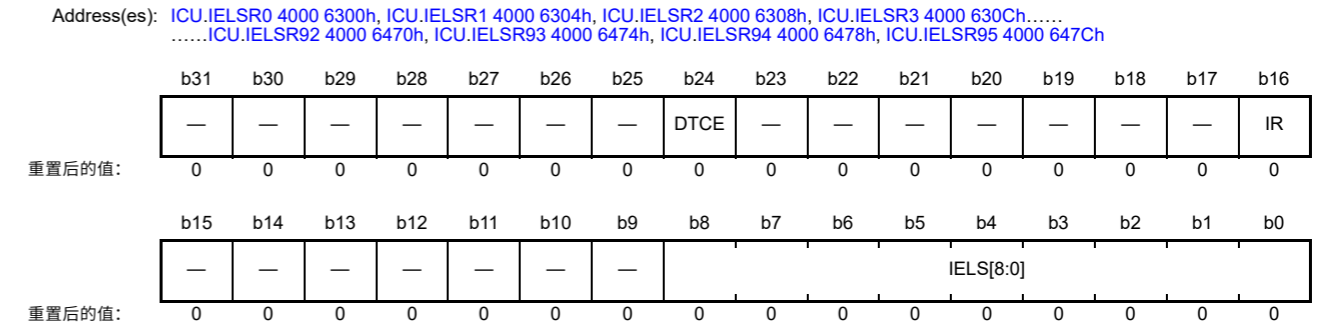 Address(es): ICU.IELSR0 4000 6300h, ICU.IELSR1 4000 6304h, ICU.IELSR2 4000 6308h, ICU.IELSR3 4000 630Ch......
......ICU.IELSR92 4000 6470h, ICU.IELSR93 4000 6474h, ICU.IELSR94 4000 6478h, ICU.IELSR95 4000 647Ch
b31 b30 b29 b28 b27 b26 b25 b24 b23 b22 b21 b20 b19 b18 b17 b16
— — — — — — — DTCE — — — — — — — IR
重置后的值: 0 0 0 0 0 0 0 0 0 0 0 0 0 0 0 0
b15 b14 b13 b12 b11 b10 b9 b8 b7 b6 b5 b4 b3 b2 b1 b0
— — — — — — — IELS[8:0]
重置后的值: 0 0 0 0 0 0 0 0 0 0 0 0 0 0 0 0